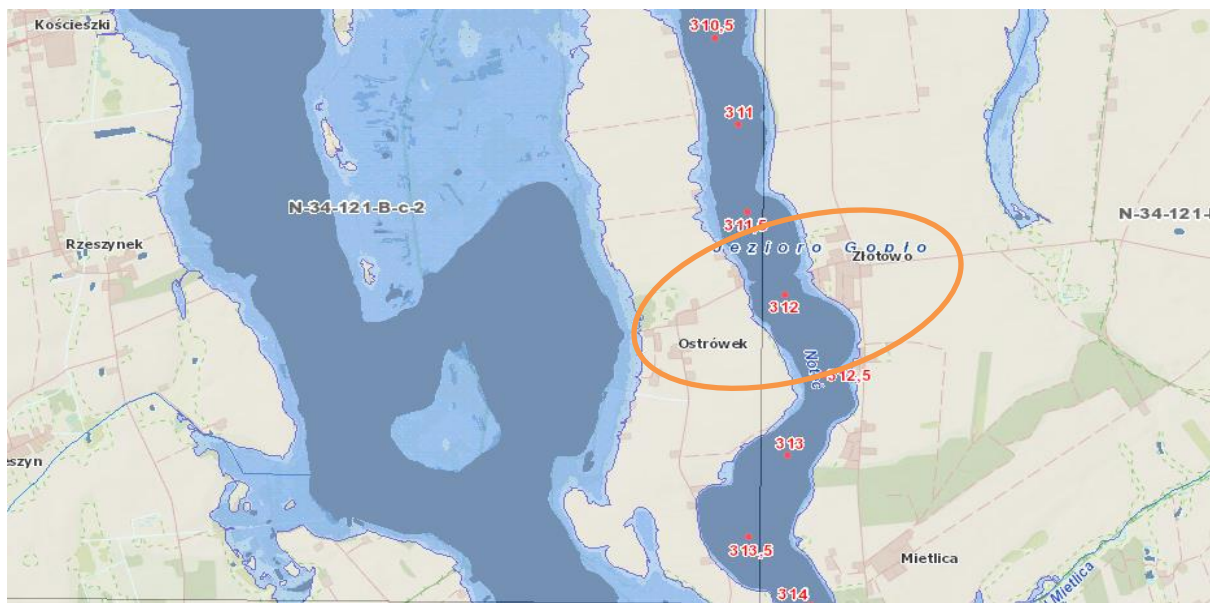 Kościeszki
310,5
311
N-34-121-B-c-2
311,5
N-34-121-
Rzeszynek
Jezioro Gopło
Złotowo
312
Ostrówek
Noteć
312,5
313
eszyn
313,5
Mietlica
314
Mietlica